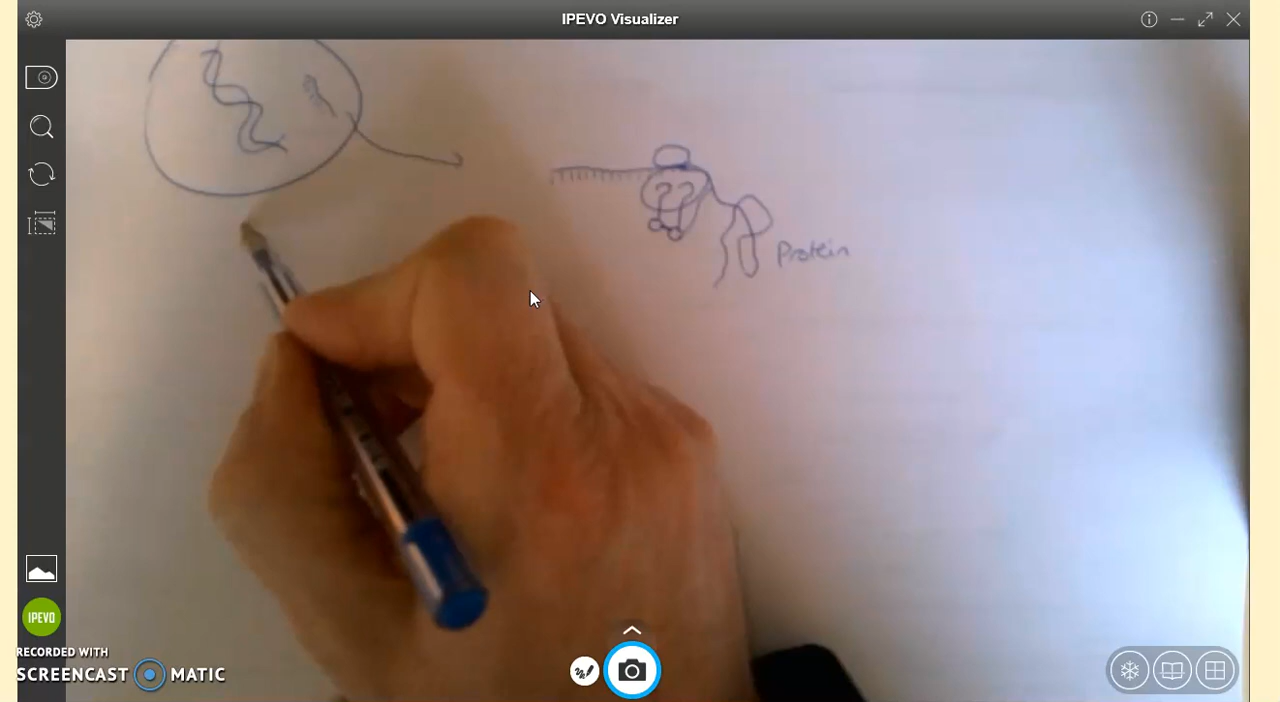 IPEVO Visualizer
? ?
Protein
IPEVO
RECORDED WITH
SCREENCAST MATIC